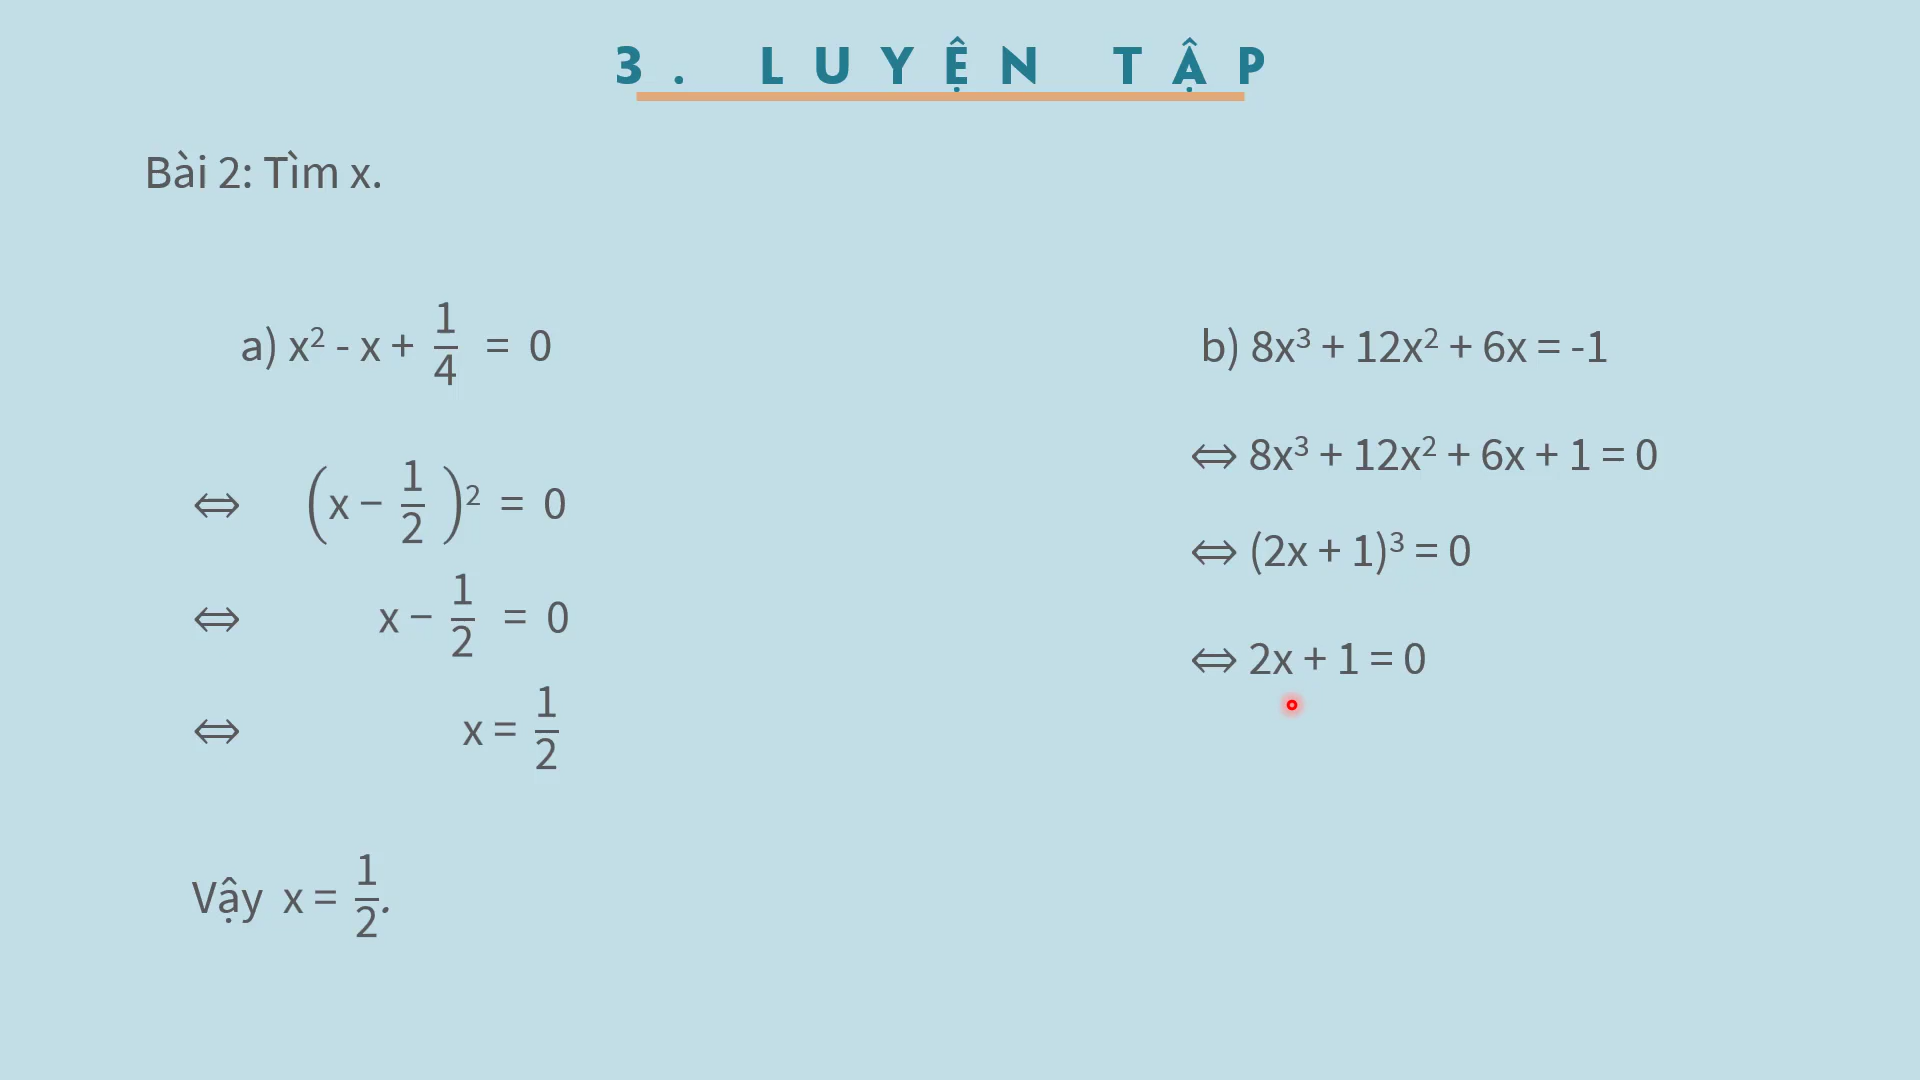 3. LUYỆN TẬP
Bài 2: Tìm x.
a) x² - x + 1/4 = 0
⇔ (x − 1/2)² = 0
⇔ x − 1/2 = 0
⇔ x = 1/2
Vậy x = 1/2.
b) 8x³ + 12x² + 6x = -1
⇔ 8x³ + 12x² + 6x + 1 = 0
⇔ (2x + 1)³ = 0
⇔ 2x + 1 = 0